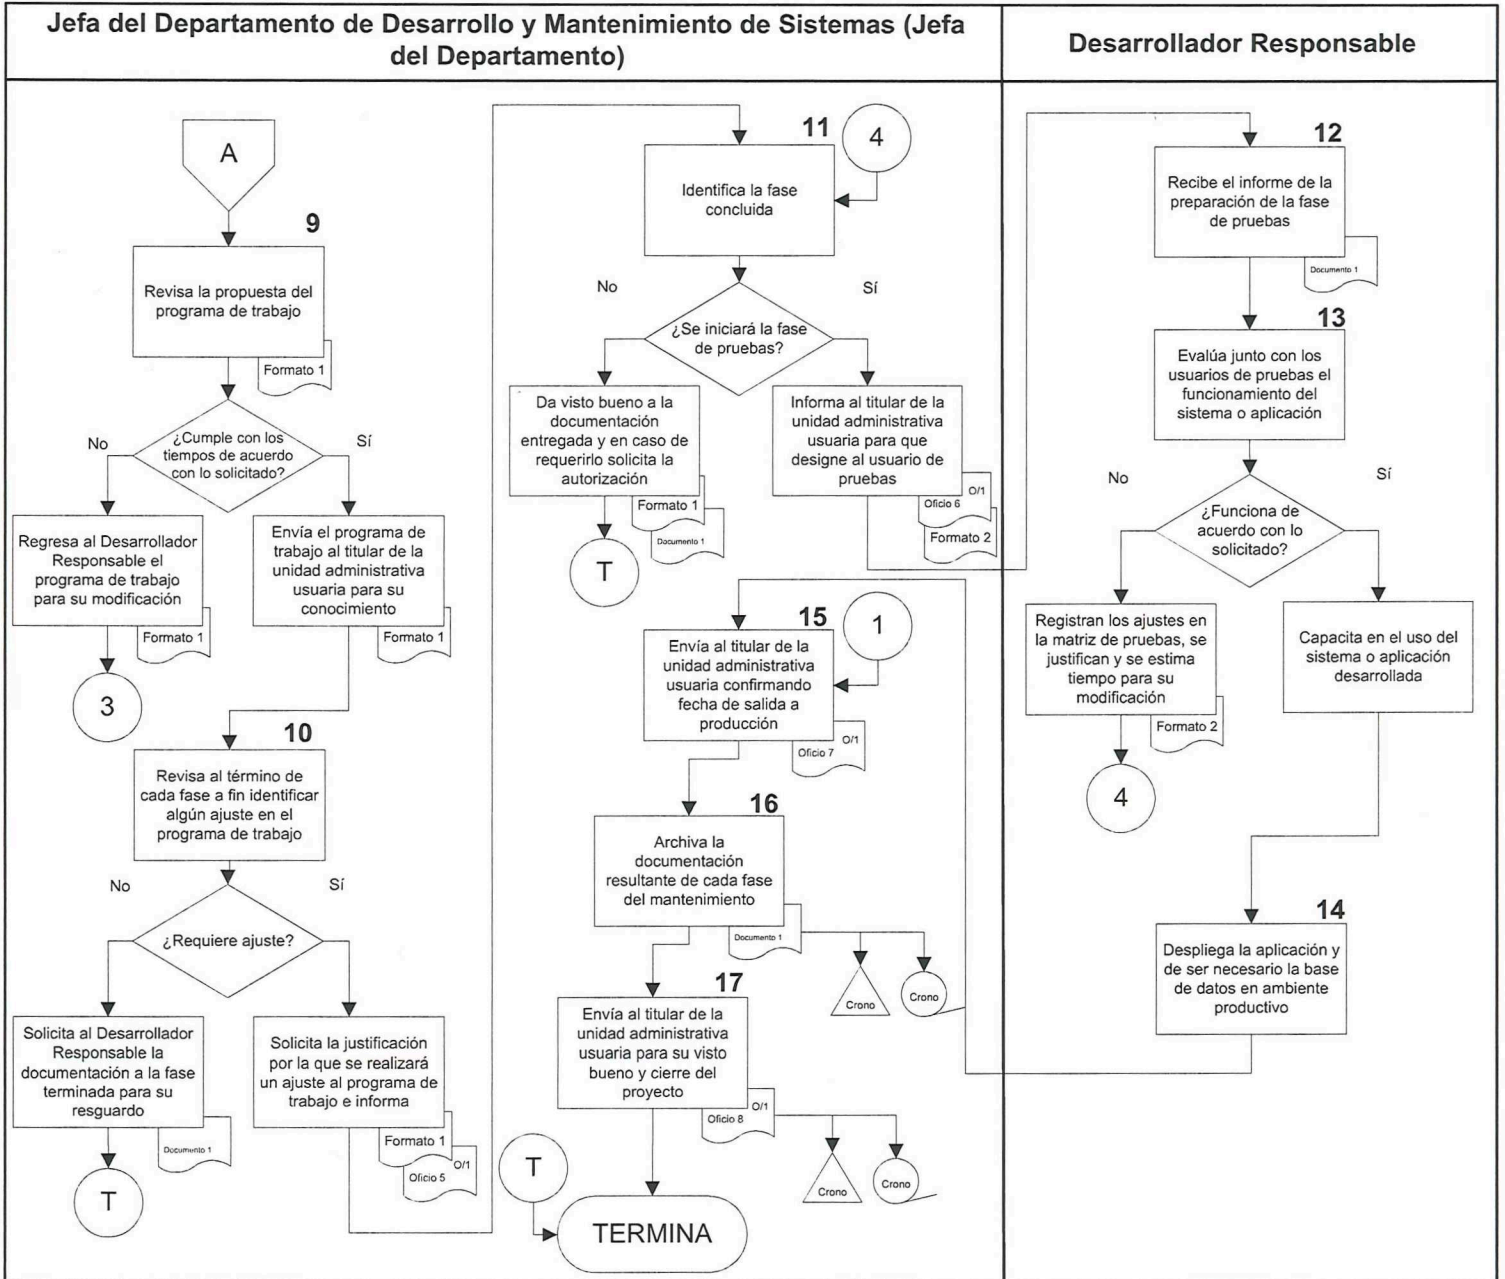 Jefa del Departamento de Desarrollo y Mantenimiento de Sistemas (Jefa
del Departamento)
Desarrollador Responsable
A
9
Revisa la propuesta del
programa de trabajo
Formato 1
¿Cumple con los
tiempos de acuerdo
con lo solicitado?
No
Sí
Regresa al Desarrollador
Responsable el
programa de trabajo
para su modificación
Formato 1
3
Envía el programa de
trabajo al titular de la
unidad administrativa
usuaria para su
conocimiento
Formato 1
10
Revisa al término de
cada fase a fin identificar
algún ajuste en el
programa de trabajo
No
Sí
¿Requiere ajuste?
Solicita al Desarrollador
Responsable la
documentación a la fase
terminada para su
resguardo
Documento 1
T
Solicita la justificación
por la que se realizará
un ajuste al programa de
trabajo e informa
Formato 1
O/1
Oficio 5
11
4
Identifica la fase
concluida
No
Sí
¿Se iniciará la fase
de pruebas?
Da visto bueno a la
documentación
entregada y en caso de
requerirlo solicita la
autorización
Formato 1
Documento 1
T
Informa al titular de la
unidad administrativa
usuaria para que
designe al usuario de
pruebas
O/1
Oficio 6
Formato 2
15
1
Envía al titular de la
unidad administrativa
usuaria confirmando
fecha de salida a
producción
O/1
Oficio 7
16
Archiva la
documentación
resultante de cada fase
del mantenimiento
Documento 1
Crono
Crono
17
Envía al titular de la
unidad administrativa
usuaria para su visto
bueno y cierre del
proyecto
O/1
Oficio 8
Crono
Crono
T
TERMINA
12
Recibe el informe de la
preparación de la fase
de pruebas
Documento 1
13
Evalúa junto con los
usuarios de pruebas el
funcionamiento del
sistema o aplicación
No
Sí
¿Funciona de
acuerdo con lo
solicitado?
Registran los ajustes en
la matriz de pruebas, se
justifican y se estima
tiempo para su
modificación
Formato 2
4
Capacita en el uso del
sistema o aplicación
desarrollada
14
Despliega la aplicación y
de ser necesario la base
de datos en ambiente
productivo